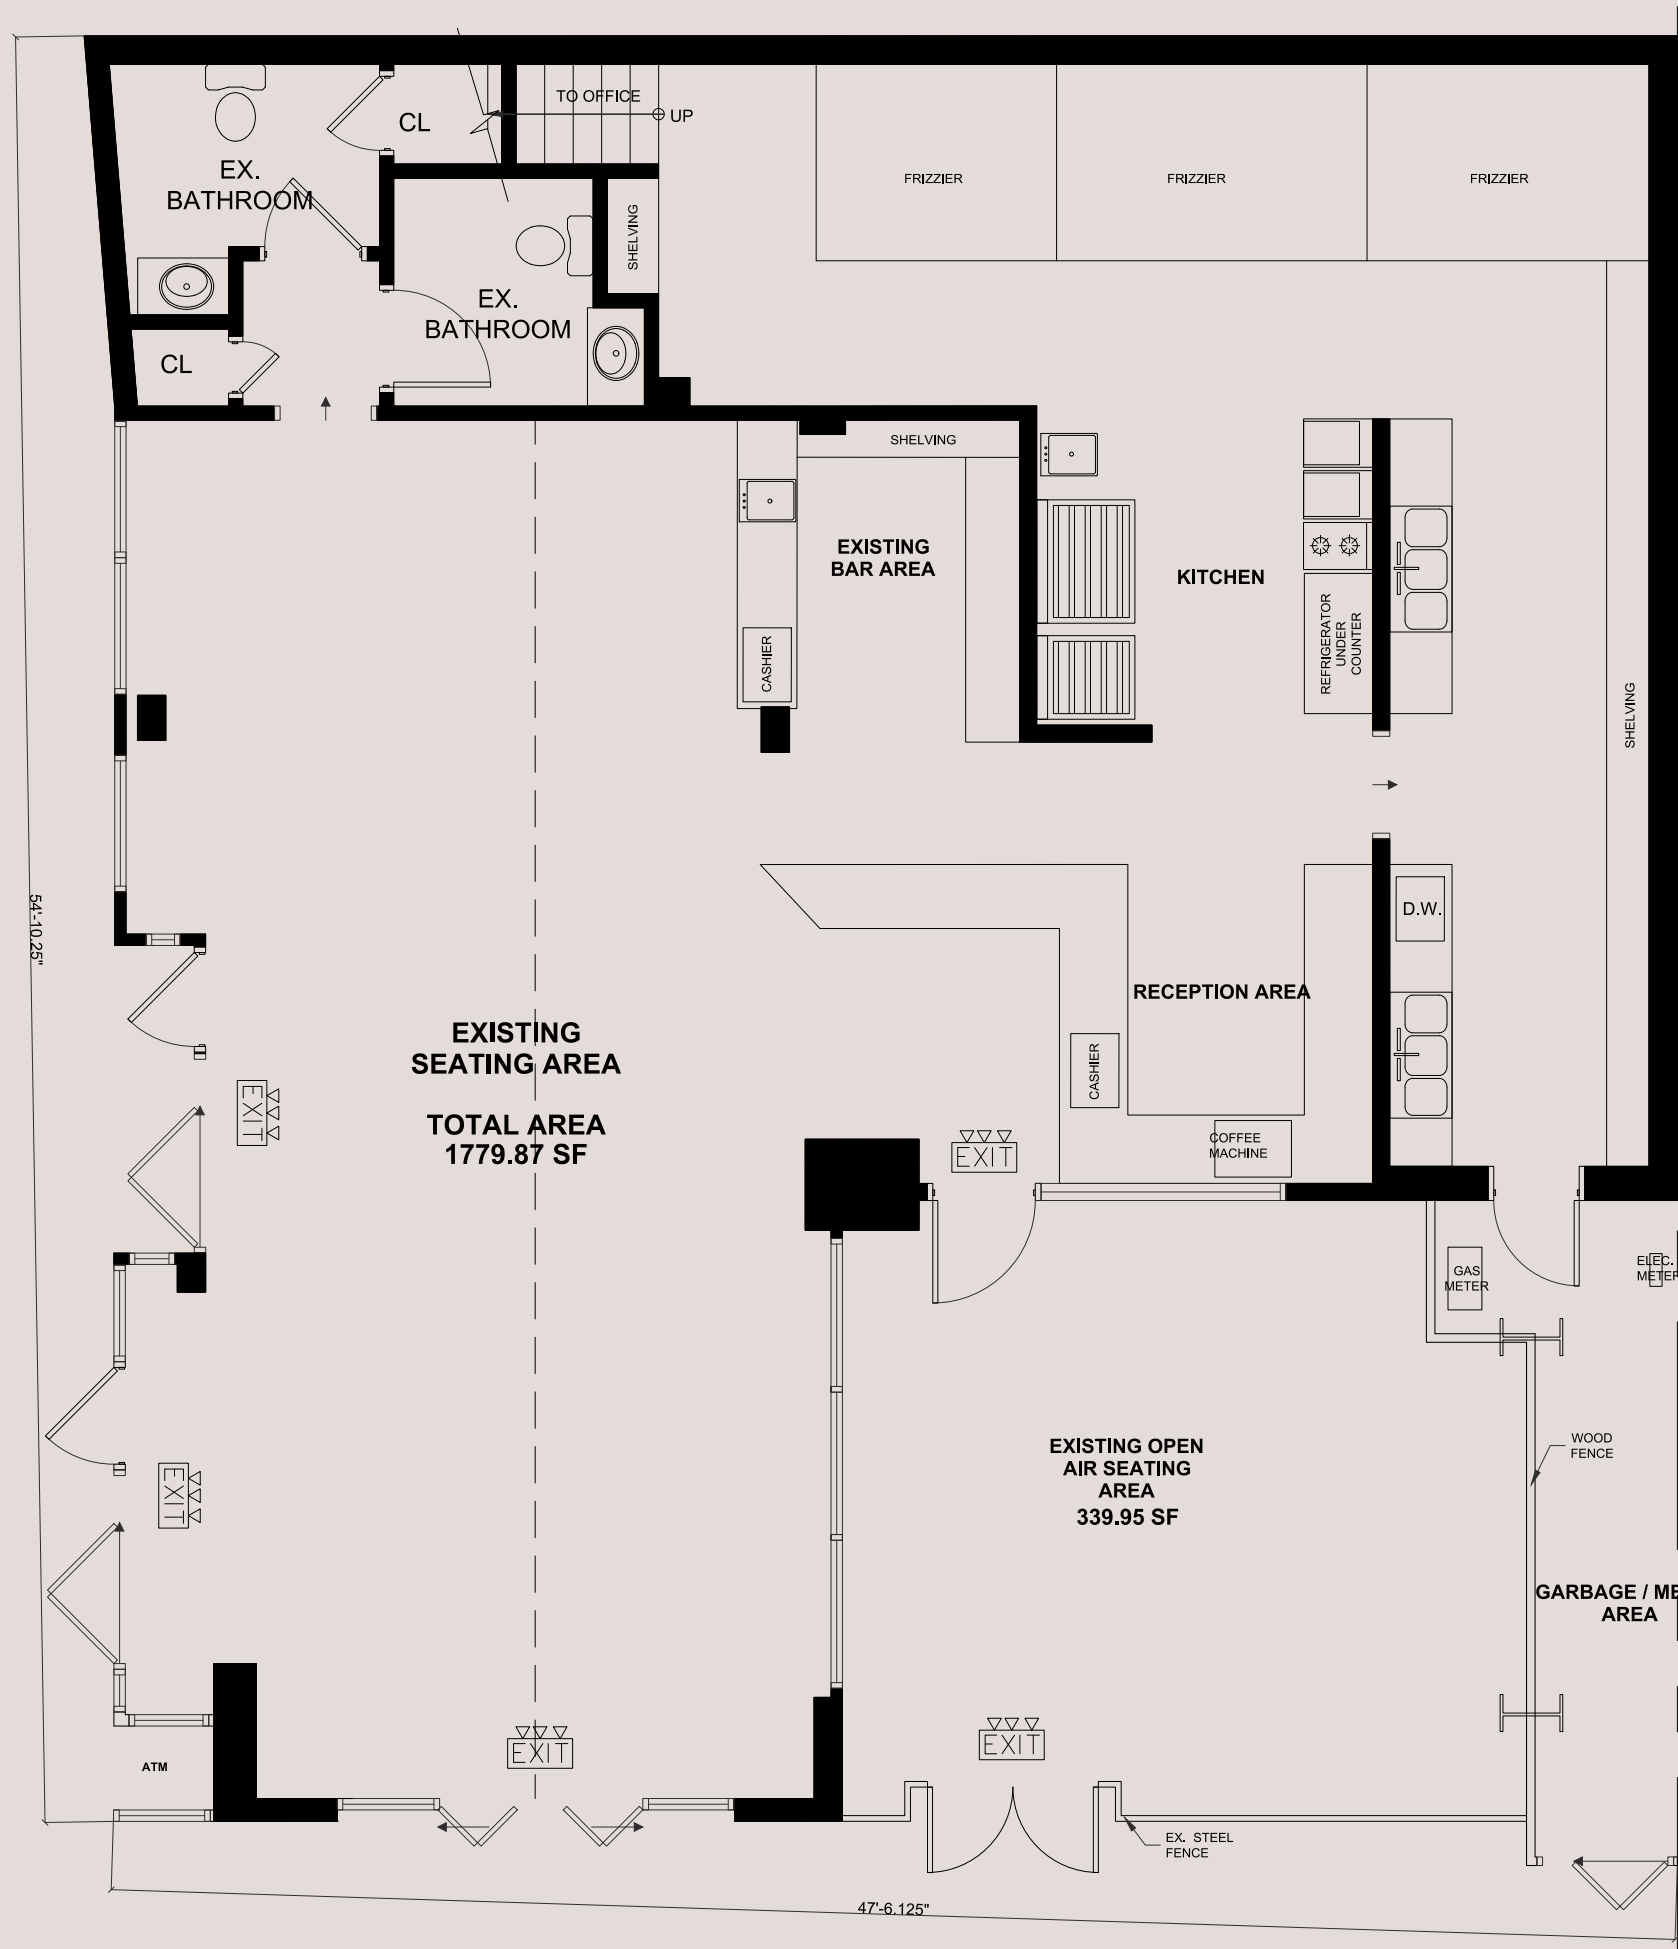 TO OFFICE
UP
CL
EX.
BATHROOM
FRIZZIER
FRIZZIER
FRIZZIER
SHELVING
EX.
BATHROOM
CL
SHELVING
EXISTING
BAR AREA
KITCHEN
CASHIER
REFRIGERATOR
UNDER
COUNTER
SHELVING
54'-10.25"
D.W.
RECEPTION AREA
EXISTING
SEATING AREA
TOTAL AREA
1779.87 SF
CASHIER
EXIT
COFFEE
MACHINE
EXIT
GAS
METER
ELEC.
METER
EXISTING OPEN
AIR SEATING
AREA
339.95 SF
WOOD
FENCE
EXIT
GARBAGE / ME
AREA
EXIT
EXIT
ATM
EX. STEEL
FENCE
47'-6.125"